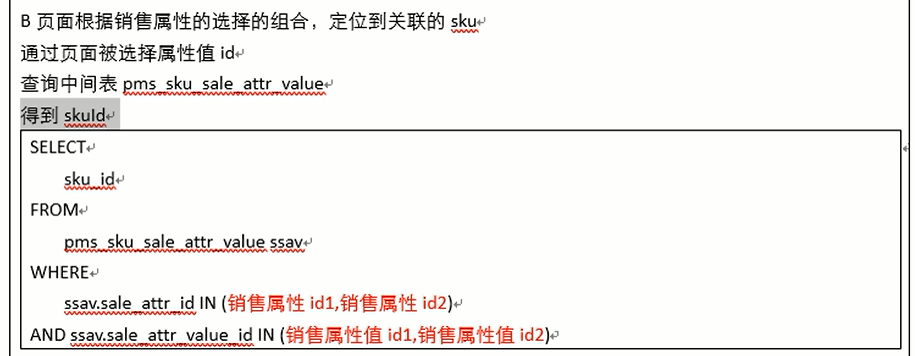 B 页面根据销售属性的选择的组合，定位到关联的 sku
通过页面被选择属性值 id
查询中间表 pms_sku_sale_attr_value
得到 skuId
SELECT
sku_id
FROM
pms_sku_sale_attr_value ssav
WHERE
ssav.sale_attr_id IN (销售属性 id1,销售属性 id2)
AND ssav.sale_attr_value_id IN (销售属性值 id1,销售属性值 id2)